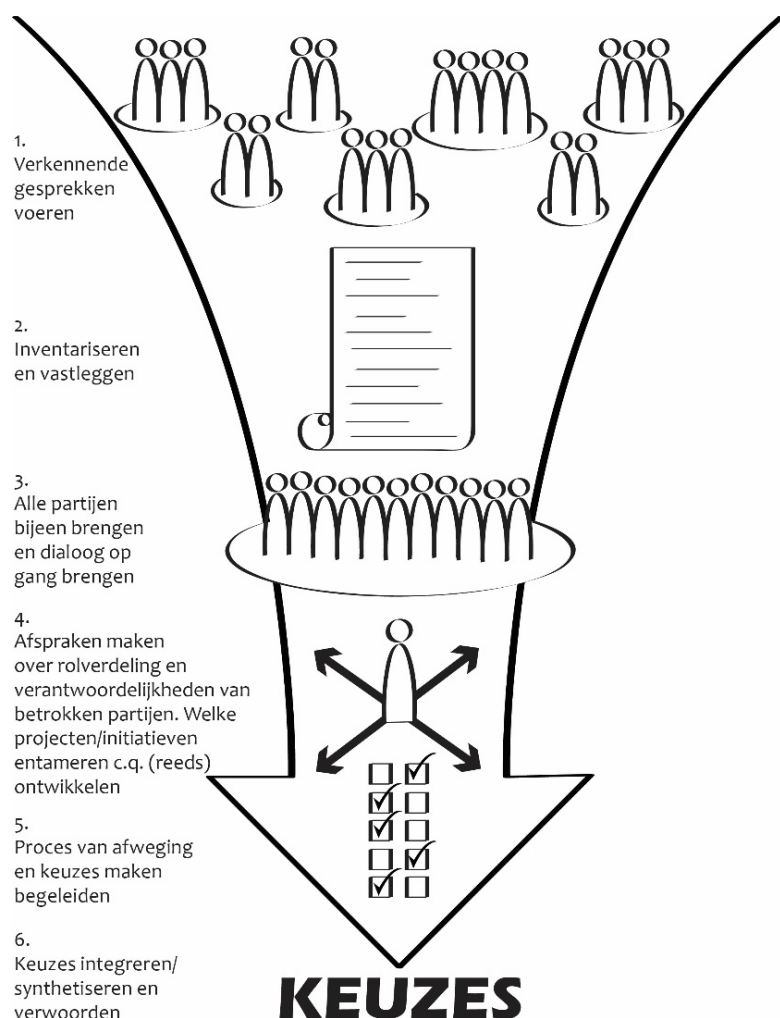 1.
Verkennende
gesprekken
voeren
2.
Inventariseren
en vastleggen
3.
Alle partijen
bijeen brengen
en dialoog op
gang brengen
4.
Afspraken maken
over rolverdeling en
verantwoordelijkheden van
betrokken partijen. Welke
projecten/initiatieven
entameren c.q. (reeds)
ontwikkelen
5.
Proces van afweging
en keuzes maken
begeleiden
6.
Keuzes integreren/
synthetiseren en
verwoorden
KEUZES